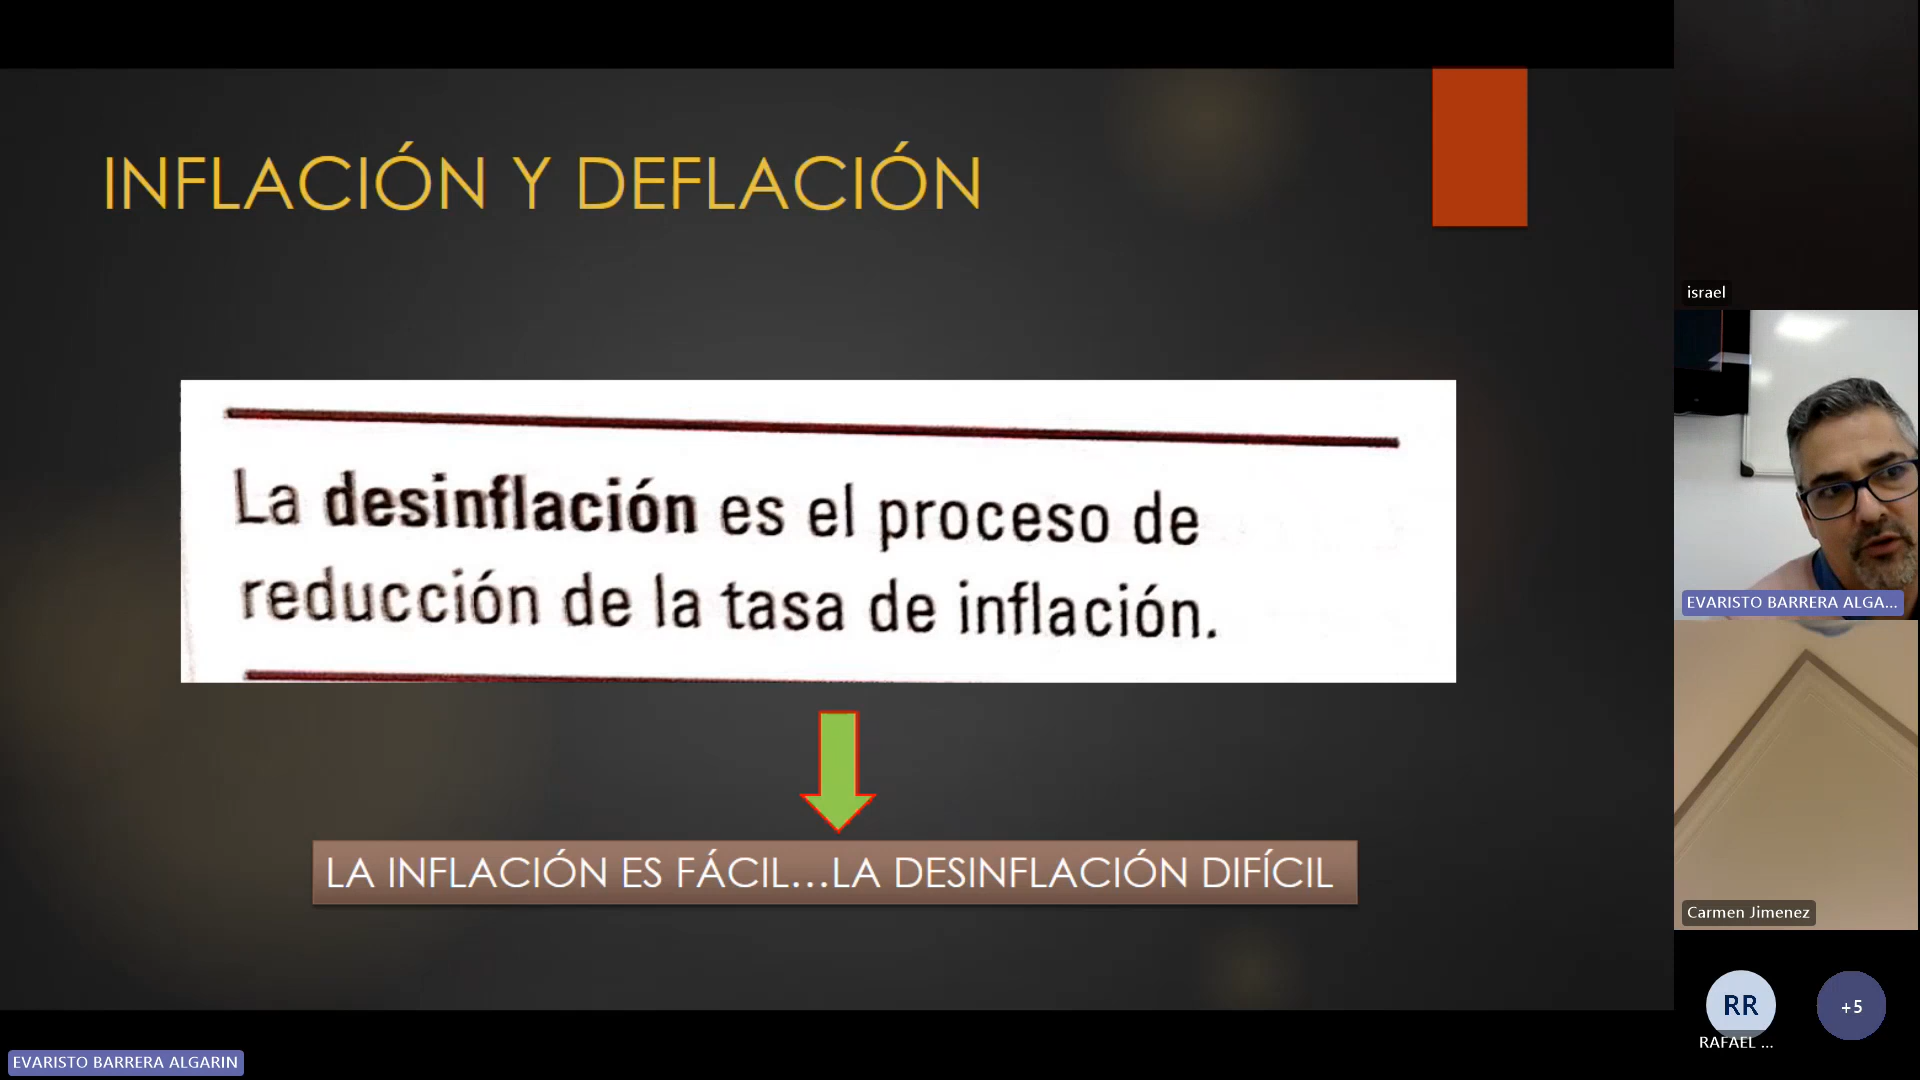 INFLACIÓN Y DEFLACIÓN
La desinflación es el proceso de
reducción de la tasa de inflación.
LA INFLACIÓN ES FÁCIL...LA DESINFLACIÓN DIFÍCIL
israel
EVARISTO BARRERA ALGA...
Carmen Jimenez
RR
RAFAEL ...
+5
EVARISTO BARRERA ALGARIN